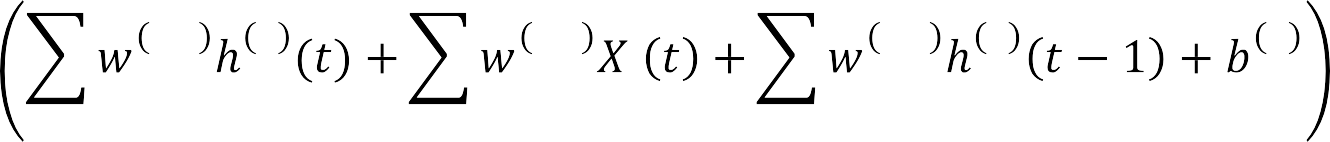 (∑ w⁽ ⁾h⁽ ⁾(t) + ∑ w⁽ ⁾X (t) + ∑ w⁽ ⁾h⁽ ⁾(t − 1) + b⁽ ⁾)